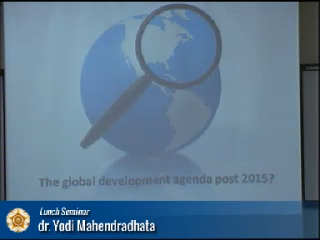 The global development agenda post 2015?
Lunch Seminar
dr. Yodi Mahendradhata